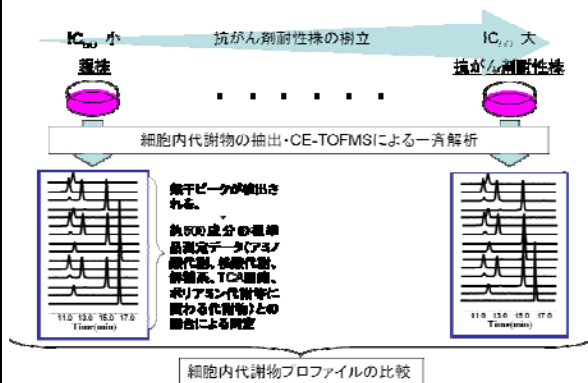 IC50 小
抗がん剤耐性株の樹立
IC50 大
親株
抗がん剤耐性株
・ ・ ・ ・ ・ ・
細胞内代謝物の抽出・CE-TOFMSによる一斉解析
数千ピークが検出さ
れる。
約500成分の標準
品測定データ(アミノ
酸代謝、核酸代謝、
解糖系、TCA回路、
ポリアミン代謝等に
関わる代謝物)との
照合による同定
11.0 13.0 15.0 17.0
Time(min)
11.0 13.0 15.0 17.0
Time(min)
細胞内代謝物プロファイルの比較